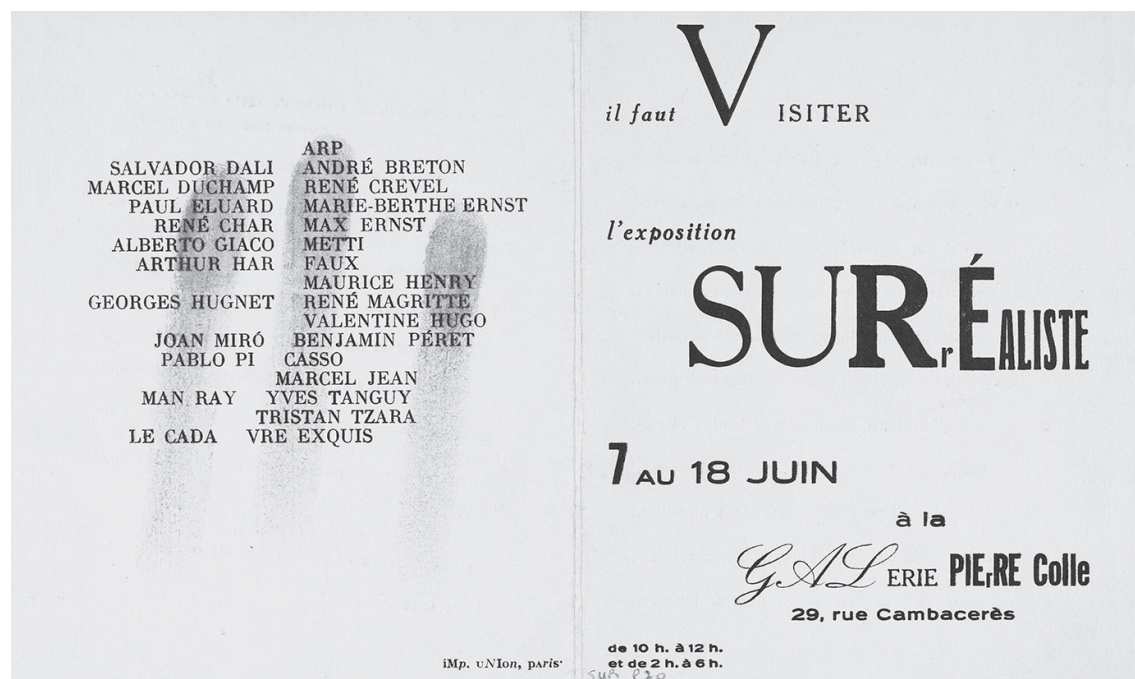 ARP
SALVADOR DALI ANDRÉ BRETON
MARCEL DUCHAMP RENÉ CREVEL
PAUL ELUARD MARIE-BERTHE ERNST
RENÉ CHAR MAX ERNST
ALBERTO GIACO METTI
ARTHUR HAR FAUX
MAURICE HENRY
GEORGES HUGNET RENÉ MAGRITTE
VALENTINE HUGO
JOAN MIRÓ BENJAMIN PÉRET
PABLO PI CASSO
MARCEL JEAN
MAN RAY YVES TANGUY
TRISTAN TZARA
LE CADA VRE EXQUIS
iMp. uNIon, pAris·
il faut VISITER
l'exposition
SURrÉALISTE
7 AU 18 JUIN
à la
GALERIE PIErRE Colle
29, rue Cambacerès
de 10 h. à 12 h.
et de 2 h. à 6 h.